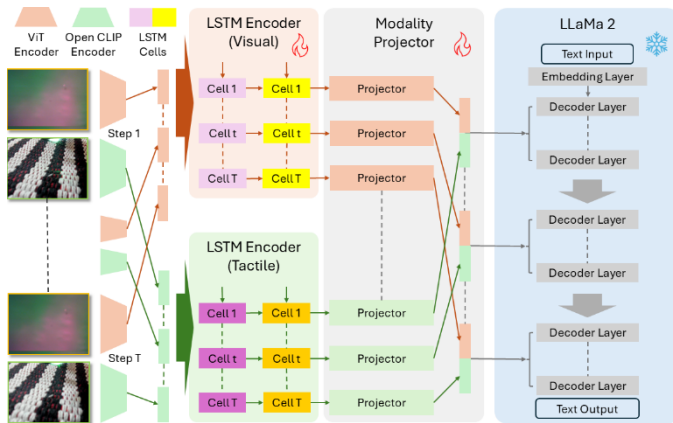 ViT
Encoder
Open CLIP
Encoder
LSTM
Cells
Step 1
Step T
LSTM Encoder
(Visual)
Cell 1
Cell 1
Cell t
Cell t
Cell T
Cell T
LSTM Encoder
(Tactile)
Cell 1
Cell 1
Cell t
Cell t
Cell T
Cell T
Modality
Projector
Projector
Projector
Projector
Projector
Projector
Projector
LLaMa 2
Text Input
Embedding Layer
Decoder Layer
Decoder Layer
Decoder Layer
Decoder Layer
Decoder Layer
Decoder Layer
Text Output